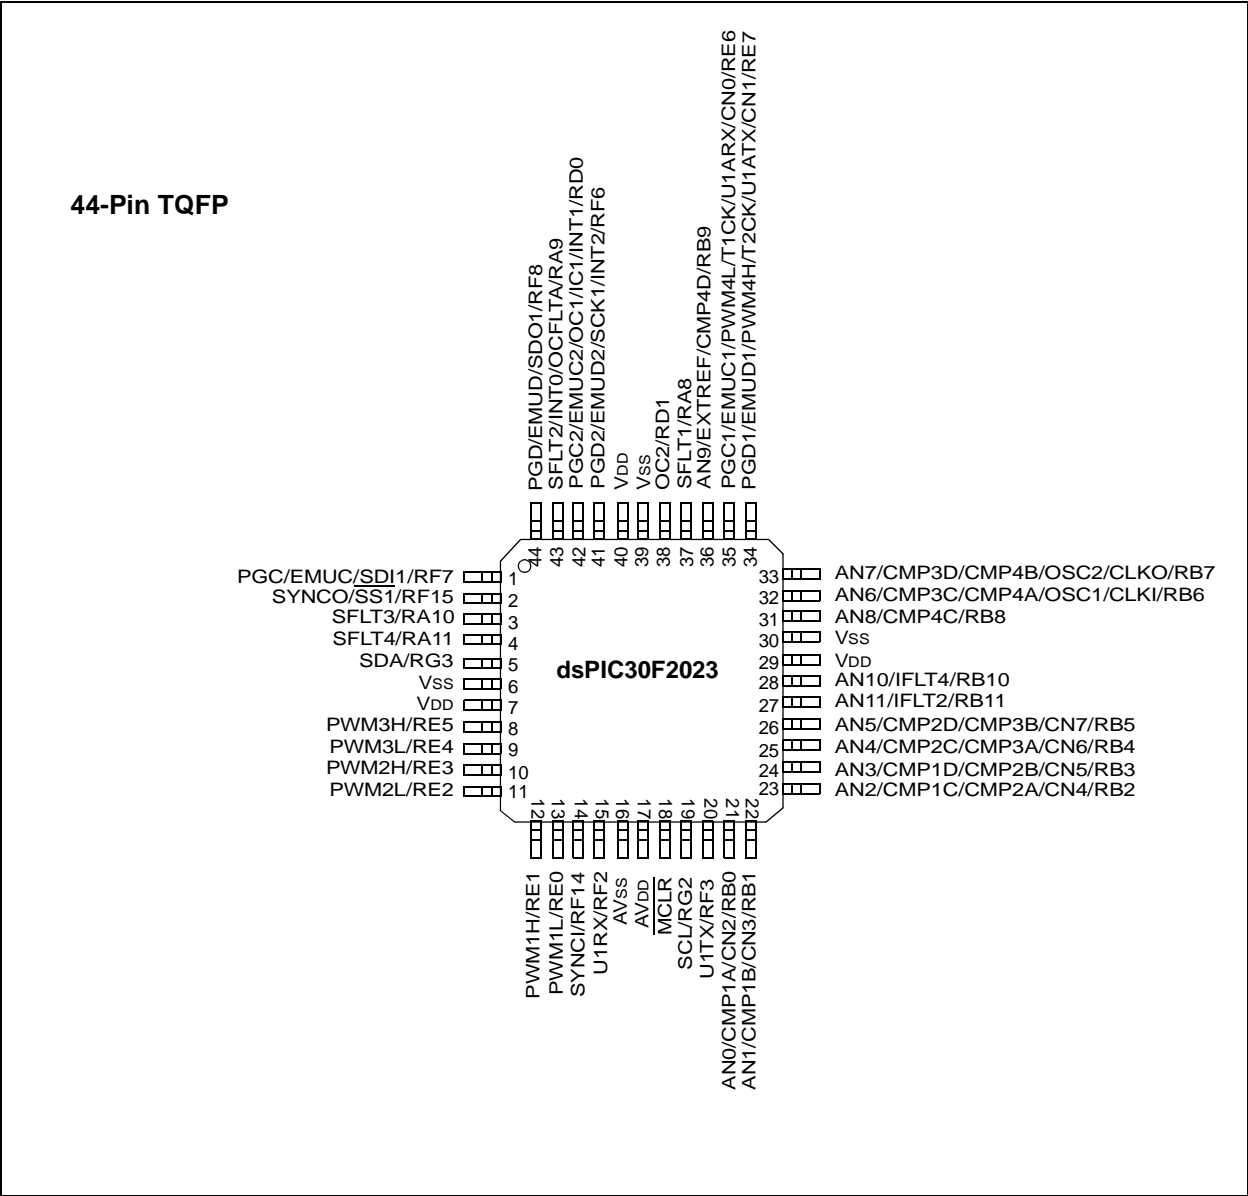 44-Pin TQFP
PGD/EMUD/SDO1/RF8
SFLT2/INT0/OCFLTA/RA9
PGC2/EMUC2/OC1/IC1/INT1/RD0
PGD2/EMUD2/SCK1/INT2/RF6
VDD
VSS
OC2/RD1
SFLT1/RA8
AN9/EXTREF/CMP4D/RB9
PGC1/EMUC1/PWM4L/T1CK/U1ARX/CN0/RE6
PGD1/EMUD1/PWM4H/T2CK/U1ATX/CN1/RE7
44
43
42
41
40
39
38
37
36
35
34
PGC/EMUC/SDI1/RF7 1
SYNCO/SS1/RF15 2
SFLT3/RA10 3
SFLT4/RA11 4
SDA/RG3 5
VSS 6
VDD 7
PWM3H/RE5 8
PWM3L/RE4 9
PWM2H/RE3 10
PWM2L/RE2 11
dsPIC30F2023
33 AN7/CMP3D/CMP4B/OSC2/CLKO/RB7
32 AN6/CMP3C/CMP4A/OSC1/CLKI/RB6
31 AN8/CMP4C/RB8
30 VSS
29 VDD
28 AN10/IFLT4/RB10
27 AN11/IFLT2/RB11
26 AN5/CMP2D/CMP3B/CN7/RB5
25 AN4/CMP2C/CMP3A/CN6/RB4
24 AN3/CMP1D/CMP2B/CN5/RB3
23 AN2/CMP1C/CMP2A/CN4/RB2
12
13
14
15
16
17
18
19
20
21
22
PWM1H/RE1
PWM1L/RE0
SYNCI/RF14
U1RX/RF2
AVSS
AVDD
MCLR
SCL/RG2
U1TX/RF3
AN0/CMP1A/CN2/RB0
AN1/CMP1B/CN3/RB1